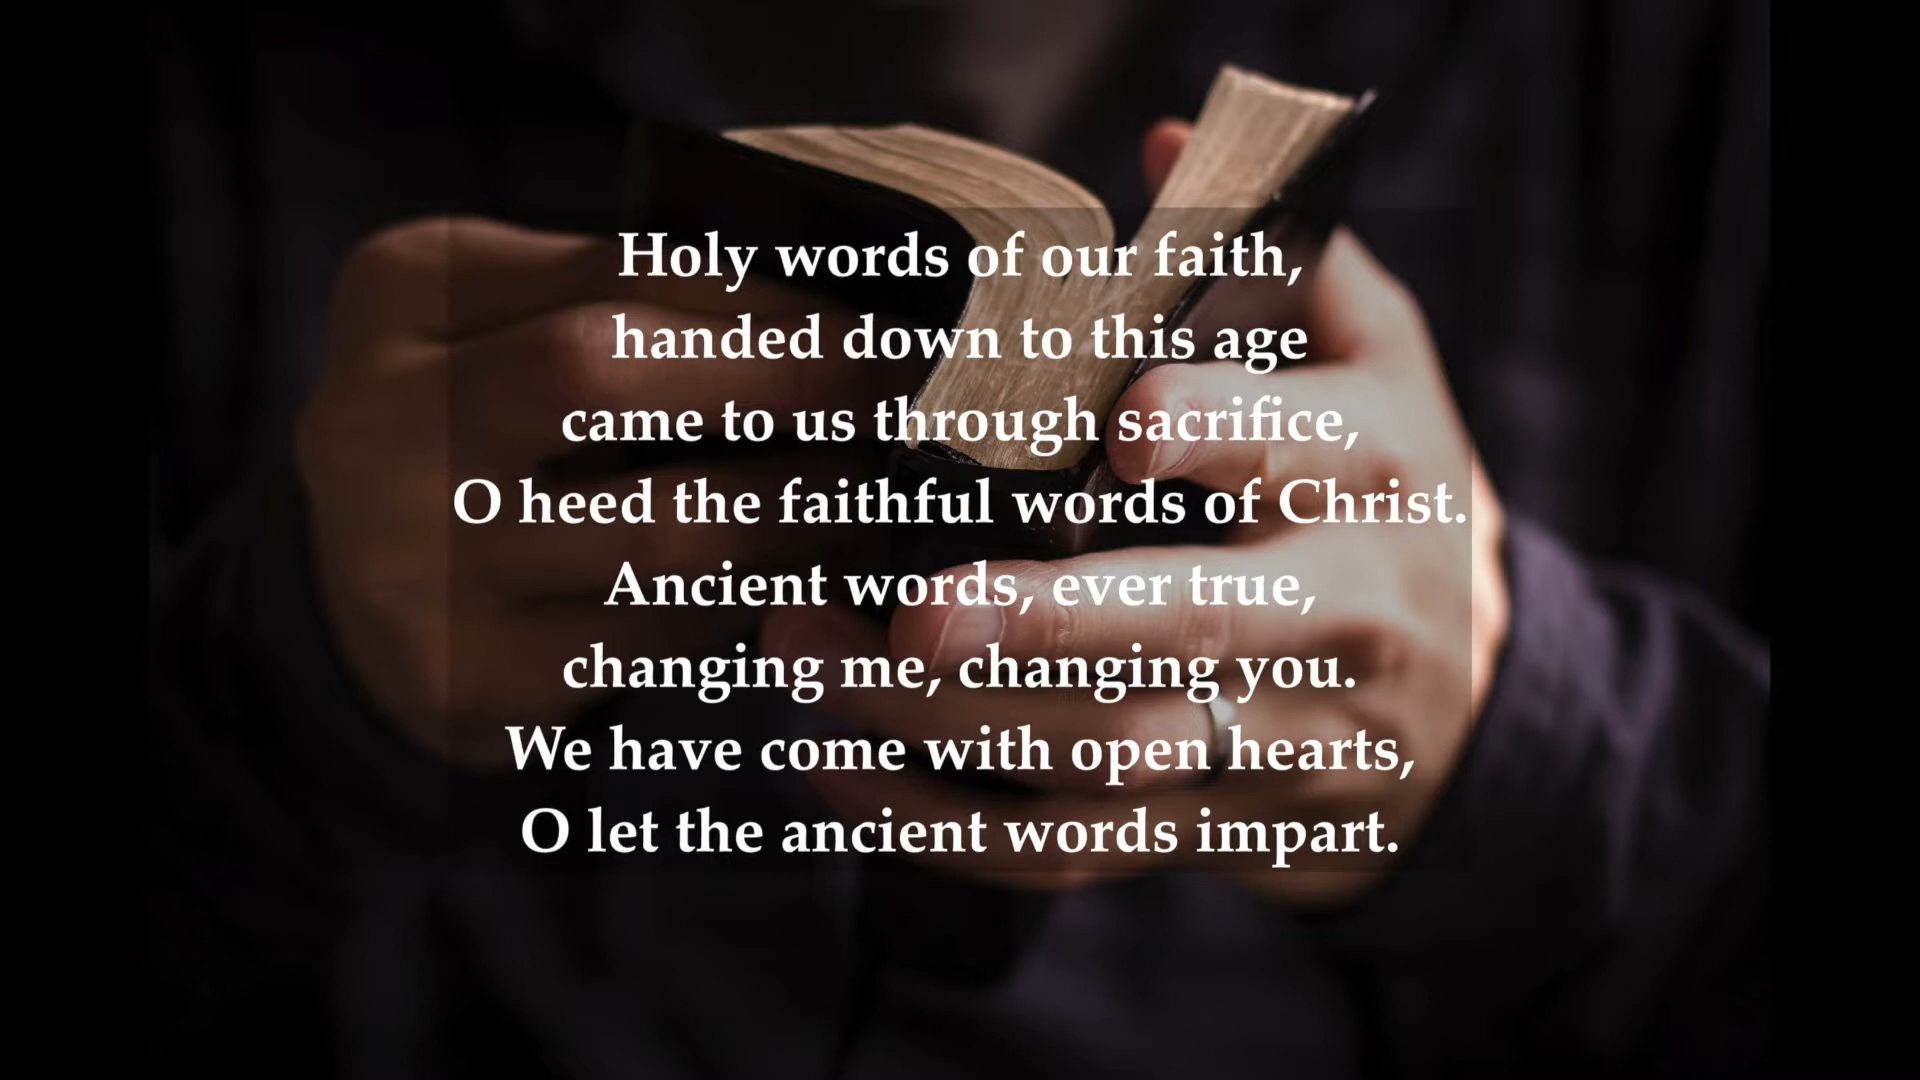 Holy words of our faith,
handed down to this age
came to us through sacrifice,
O heed the faithful words of Christ.
Ancient words, ever true,
changing me, changing you.
We have come with open hearts,
O let the ancient words impart.